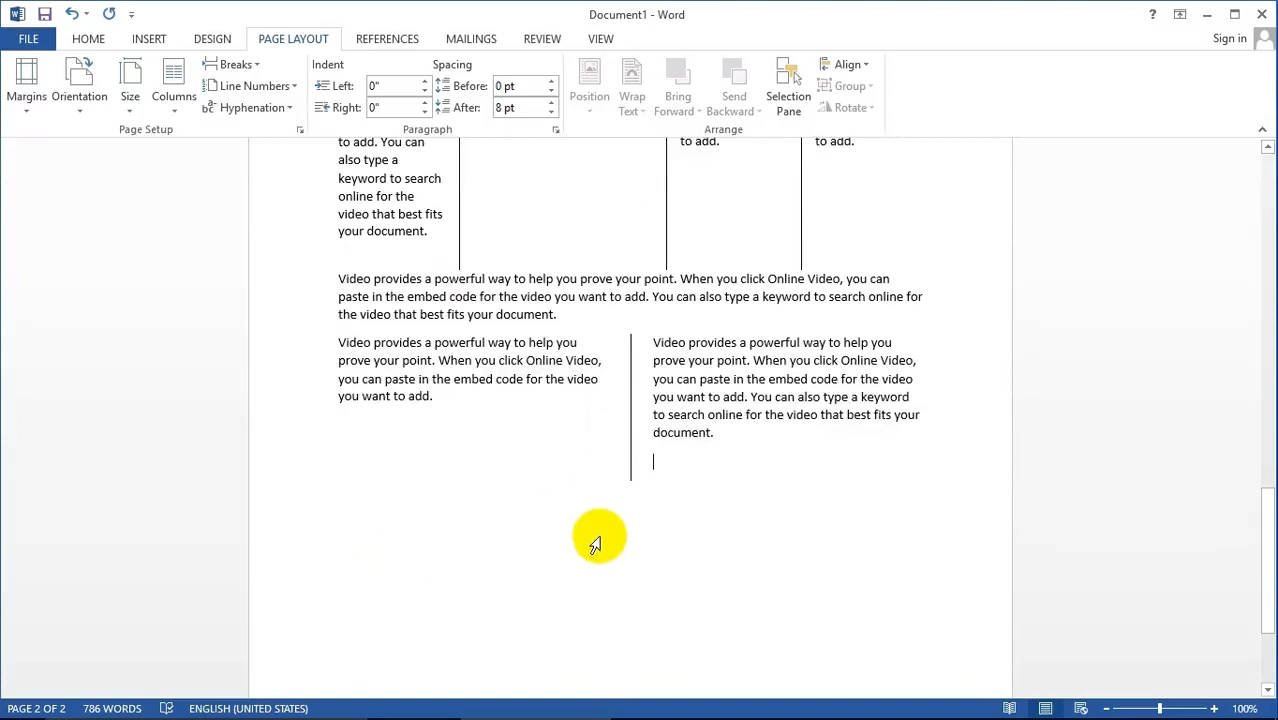 Document1 - Word
Sign in
FILE HOME INSERT DESIGN PAGE LAYOUT REFERENCES MAILINGS REVIEW VIEW
Margins
Orientation
Size
Columns
Breaks
Line Numbers
Hyphenation
Page Setup
Indent
Left: 0"
Right: 0"
Spacing
Before: 0 pt
After: 8 pt
Paragraph
Position
Wrap
Text
Bring
Forward
Send
Backward
Selection
Pane
Align
Group
Rotate
Arrange
to add. You can
also type a
keyword to search
online for the
video that best fits
your document.
to add.
to add.
Video provides a powerful way to help you prove your point. When you click Online Video, you can
paste in the embed code for the video you want to add. You can also type a keyword to search online for
the video that best fits your document.
Video provides a powerful way to help you
prove your point. When you click Online Video,
you can paste in the embed code for the video
you want to add.
Video provides a powerful way to help you
prove your point. When you click Online Video,
you can paste in the embed code for the video
you want to add. You can also type a keyword
to search online for the video that best fits your
document.
PAGE 2 OF 2 786 WORDS ENGLISH (UNITED STATES) 100%